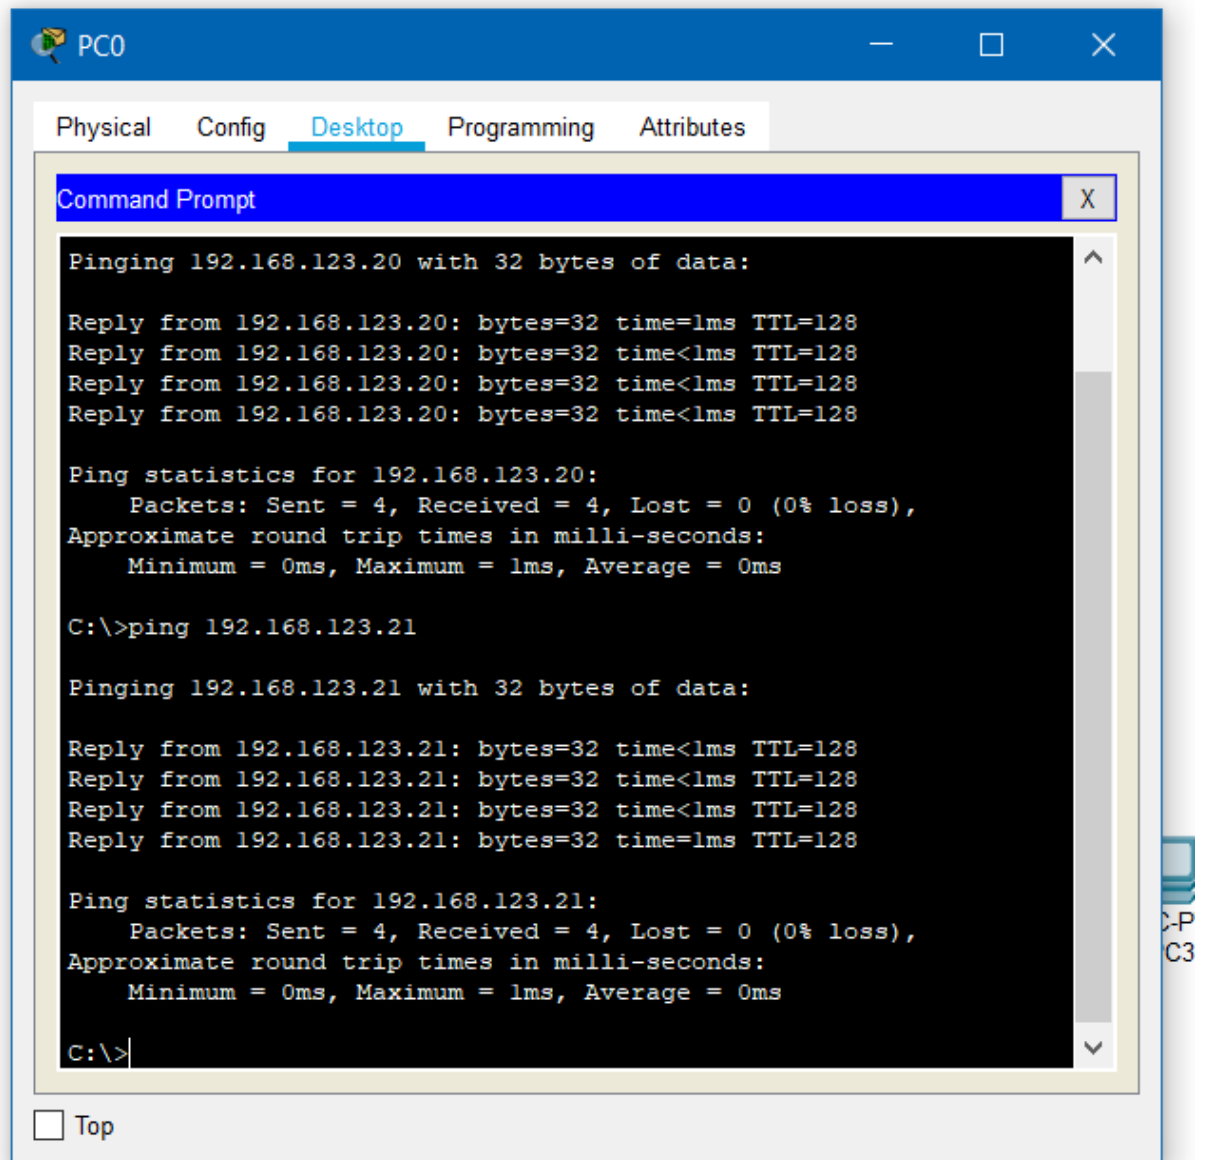 PC0
Physical Config Desktop Programming Attributes
Command Prompt
X
Pinging 192.168.123.20 with 32 bytes of data:
Reply from 192.168.123.20: bytes=32 time=1ms TTL=128
Reply from 192.168.123.20: bytes=32 time<1ms TTL=128
Reply from 192.168.123.20: bytes=32 time<1ms TTL=128
Reply from 192.168.123.20: bytes=32 time<1ms TTL=128
Ping statistics for 192.168.123.20:
Packets: Sent = 4, Received = 4, Lost = 0 (0% loss),
Approximate round trip times in milli-seconds:
Minimum = 0ms, Maximum = 1ms, Average = 0ms
C:\>ping 192.168.123.21
Pinging 192.168.123.21 with 32 bytes of data:
Reply from 192.168.123.21: bytes=32 time<1ms TTL=128
Reply from 192.168.123.21: bytes=32 time<1ms TTL=128
Reply from 192.168.123.21: bytes=32 time<1ms TTL=128
Reply from 192.168.123.21: bytes=32 time=1ms TTL=128
Ping statistics for 192.168.123.21:
Packets: Sent = 4, Received = 4, Lost = 0 (0% loss),
Approximate round trip times in milli-seconds:
Minimum = 0ms, Maximum = 1ms, Average = 0ms
C:\>
C-P
C3
Top